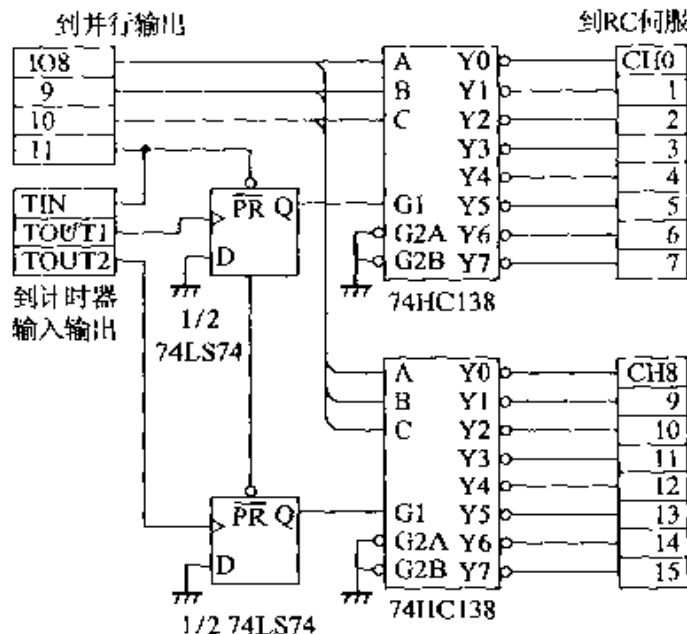 到并行输出
IO8
9
10
11
TIN
TOUT1
TOUT2
到计时器
输入输出
PR Q
D
1/2
74LS74
PR Q
D
1/2 74LS74
A Y0
B Y1
C Y2
Y3
Y4
G1 Y5
G2A Y6
G2B Y7
74HC138
A Y0
B Y1
C Y2
Y3
Y4
G1 Y5
G2A Y6
G2B Y7
74HC138
到RC伺服
CH0
1
2
3
4
5
6
7
CH8
9
10
11
12
13
14
15